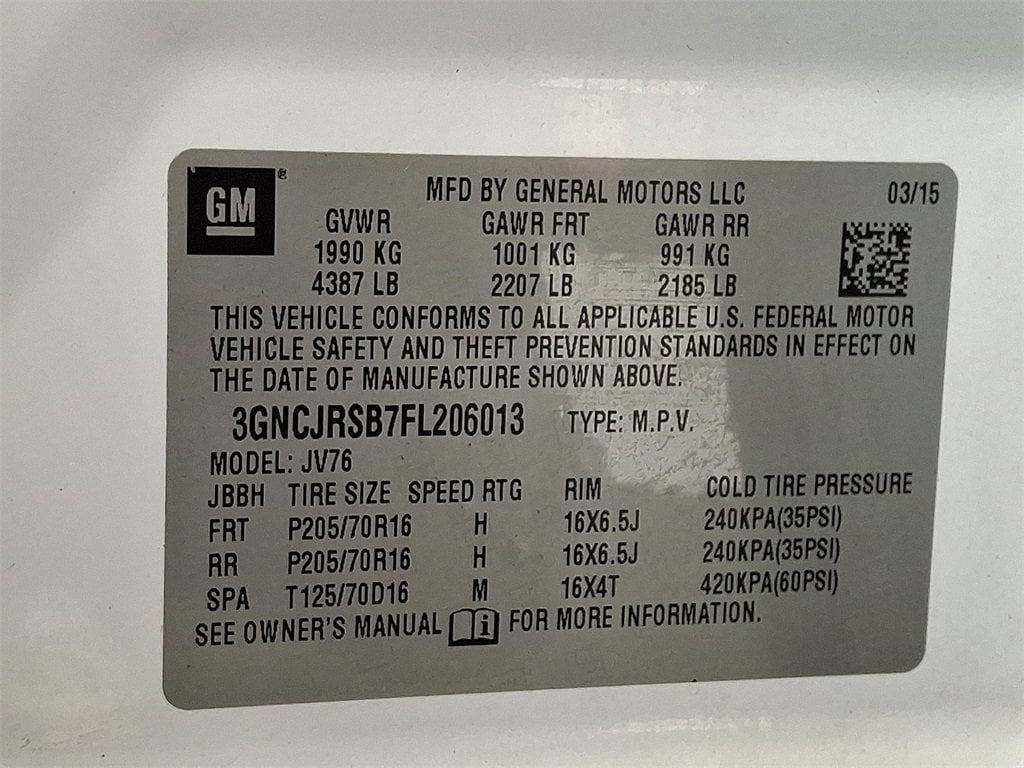 GM ®
MFD BY GENERAL MOTORS LLC 03/15
GVWR GAWR FRT GAWR RR
1990 KG 1001 KG 991 KG
4387 LB 2207 LB 2185 LB
THIS VEHICLE CONFORMS TO ALL APPLICABLE U.S. FEDERAL MOTOR
VEHICLE SAFETY AND THEFT PREVENTION STANDARDS IN EFFECT ON
THE DATE OF MANUFACTURE SHOWN ABOVE.
3GNCJRSB7FL206013 TYPE: M.P.V.
MODEL: JV76
JBBH TIRE SIZE SPEED RTG RIM COLD TIRE PRESSURE
FRT P205/70R16 H 16X6.5J 240KPA(35PSI)
RR P205/70R16 H 16X6.5J 240KPA(35PSI)
SPA T125/70D16 M 16X4T 420KPA(60PSI)
SEE OWNER'S MANUAL i FOR MORE INFORMATION.